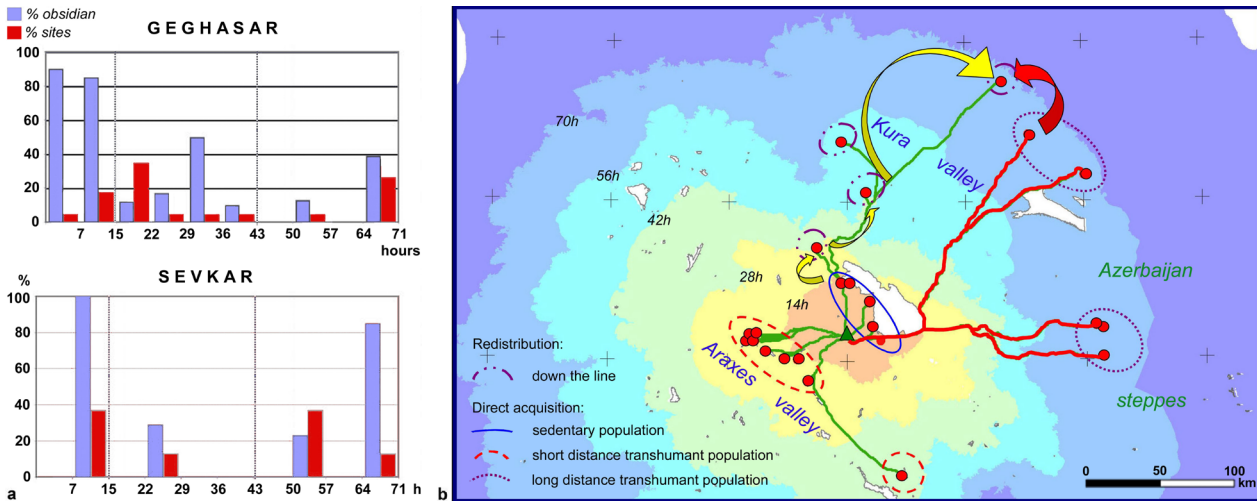 % obsidian
% sites
GEGHASAR
100
80
60
40
20
0
7 15 22 29 36 43 50 57 64 71
hours
SEVKAR
%
100
80
60
40
20
0
7 15 22 29 36 43 50 57 64 71 h
a
b
70h
56h
42h
28h
14h
Kura
valley
Azerbaijan
steppes
Araxes
valley
Redistribution:
down the line
Direct acquisition:
sedentary population
short distance transhumant population
long distance transhumant population
0 50 100
km